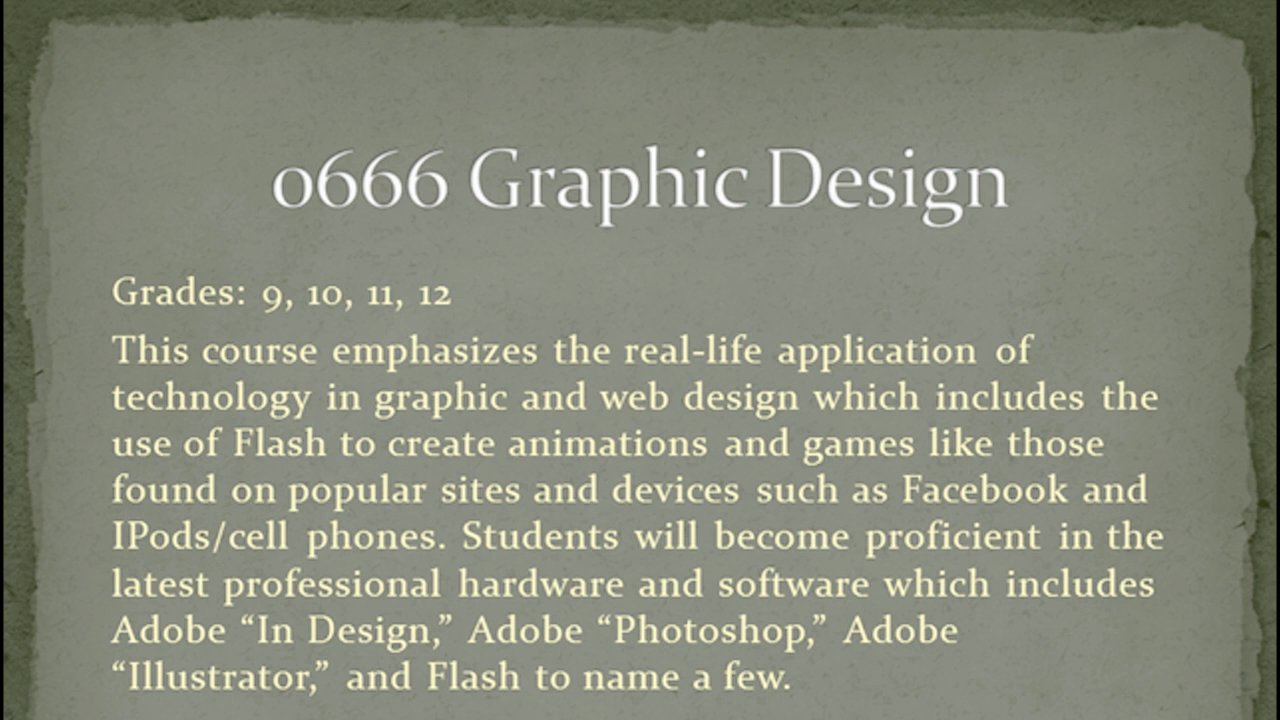 0666 Graphic Design
Grades: 9, 10, 11, 12
This course emphasizes the real-life application of
technology in graphic and web design which includes the
use of Flash to create animations and games like those
found on popular sites and devices such as Facebook and
IPods/cell phones. Students will become proficient in the
latest professional hardware and software which includes
Adobe “In Design,” Adobe “Photoshop,” Adobe
“Illustrator,” and Flash to name a few.